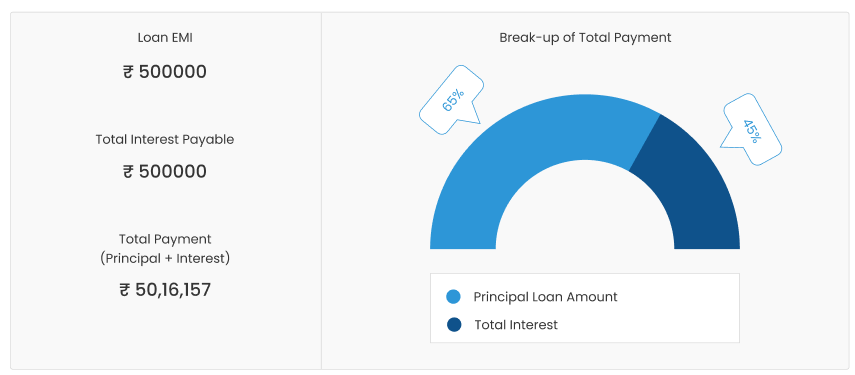 Loan EMI
₹ 500000
Total Interest Payable
₹ 500000
Total Payment
(Principal + Interest)
₹ 50,16,157
Break-up of Total Payment
65%
45%
Principal Loan Amount
Total Interest